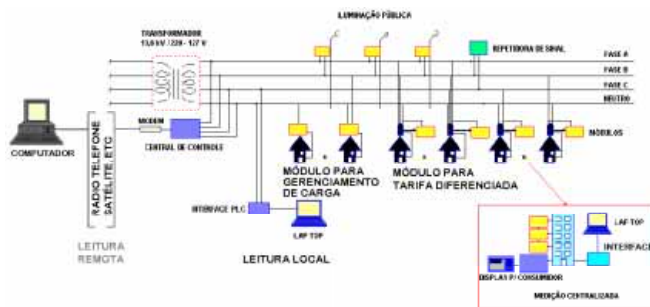 ILUMINAÇÃO PÚBLICA
TRANSFORMADOR
13,8 kV / 220 - 127 V
REPETIDORA DE SINAL
FASE A
FASE B
FASE C
NEUTRO
MODEM
CENTRAL DE CONTROLE
COMPUTADOR
RADIO TELEFONE
SATÉLITE, ETC
MÓDULOS
MÓDULO PARA
GERENCIAMENTO
DE CARGA
MÓDULO PARA
TARIFA DIFERENCIADA
INTERFACE PLC
LAP TOP
LEITURA
REMOTA
LEITURA LOCAL
LAP TOP
INTERFACE
DISPLAY P/ CONSUMIDOR
MEDIÇÃO CENTRALIZADA